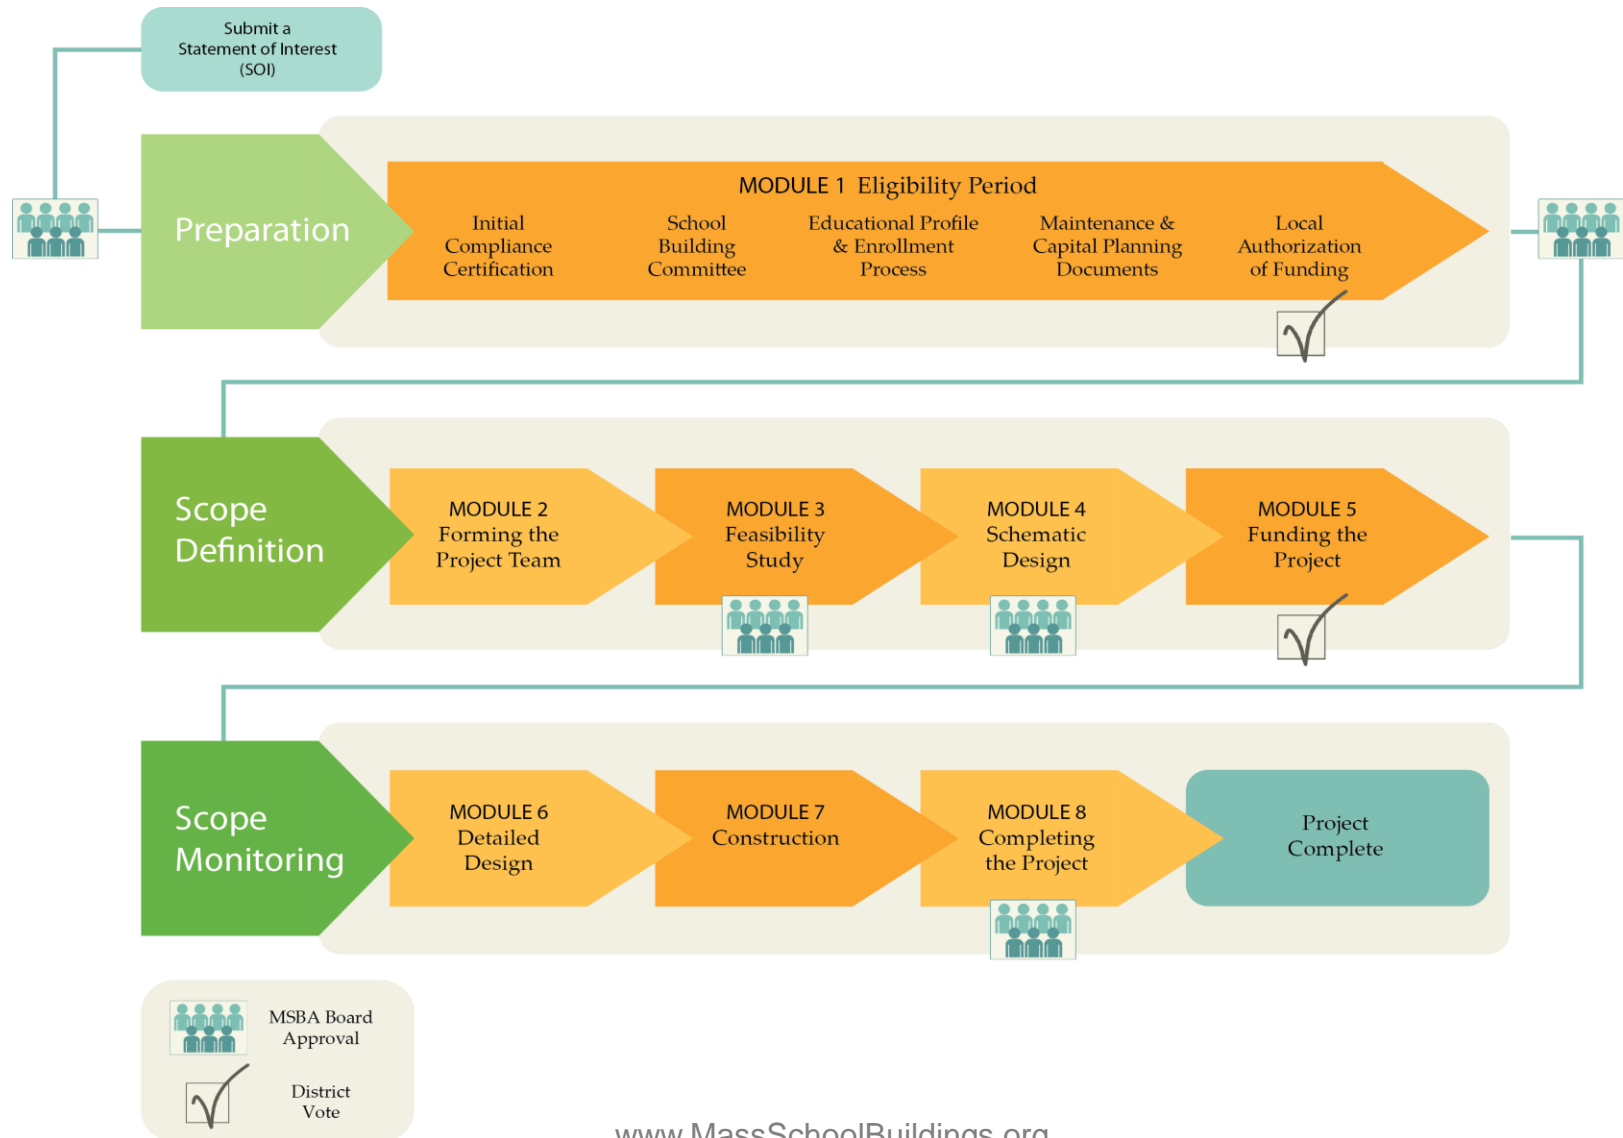 Submit a
Statement of Interest
(SOI)
Preparation
MODULE 1 Eligibility Period
Initial
Compliance
Certification
School
Building
Committee
Educational Profile
& Enrollment
Process
Maintenance &
Capital Planning
Documents
Local
Authorization
of Funding
Scope
Definition
MODULE 2
Forming the
Project Team
MODULE 3
Feasibility
Study
MODULE 4
Schematic
Design
MODULE 5
Funding the
Project
Scope
Monitoring
MODULE 6
Detailed
Design
MODULE 7
Construction
MODULE 8
Completing
the Project
Project
Complete
MSBA Board
Approval
District
Vote
www.MassSchoolBuildings.org